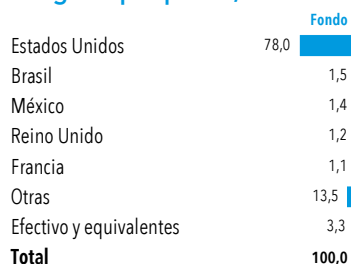 Fondo
Estados Unidos 78,0
Brasil 1,5
México 1,4
Reino Unido 1,2
Francia 1,1
Otras 13,5
Efectivo y equivalentes 3,3
Total 100,0